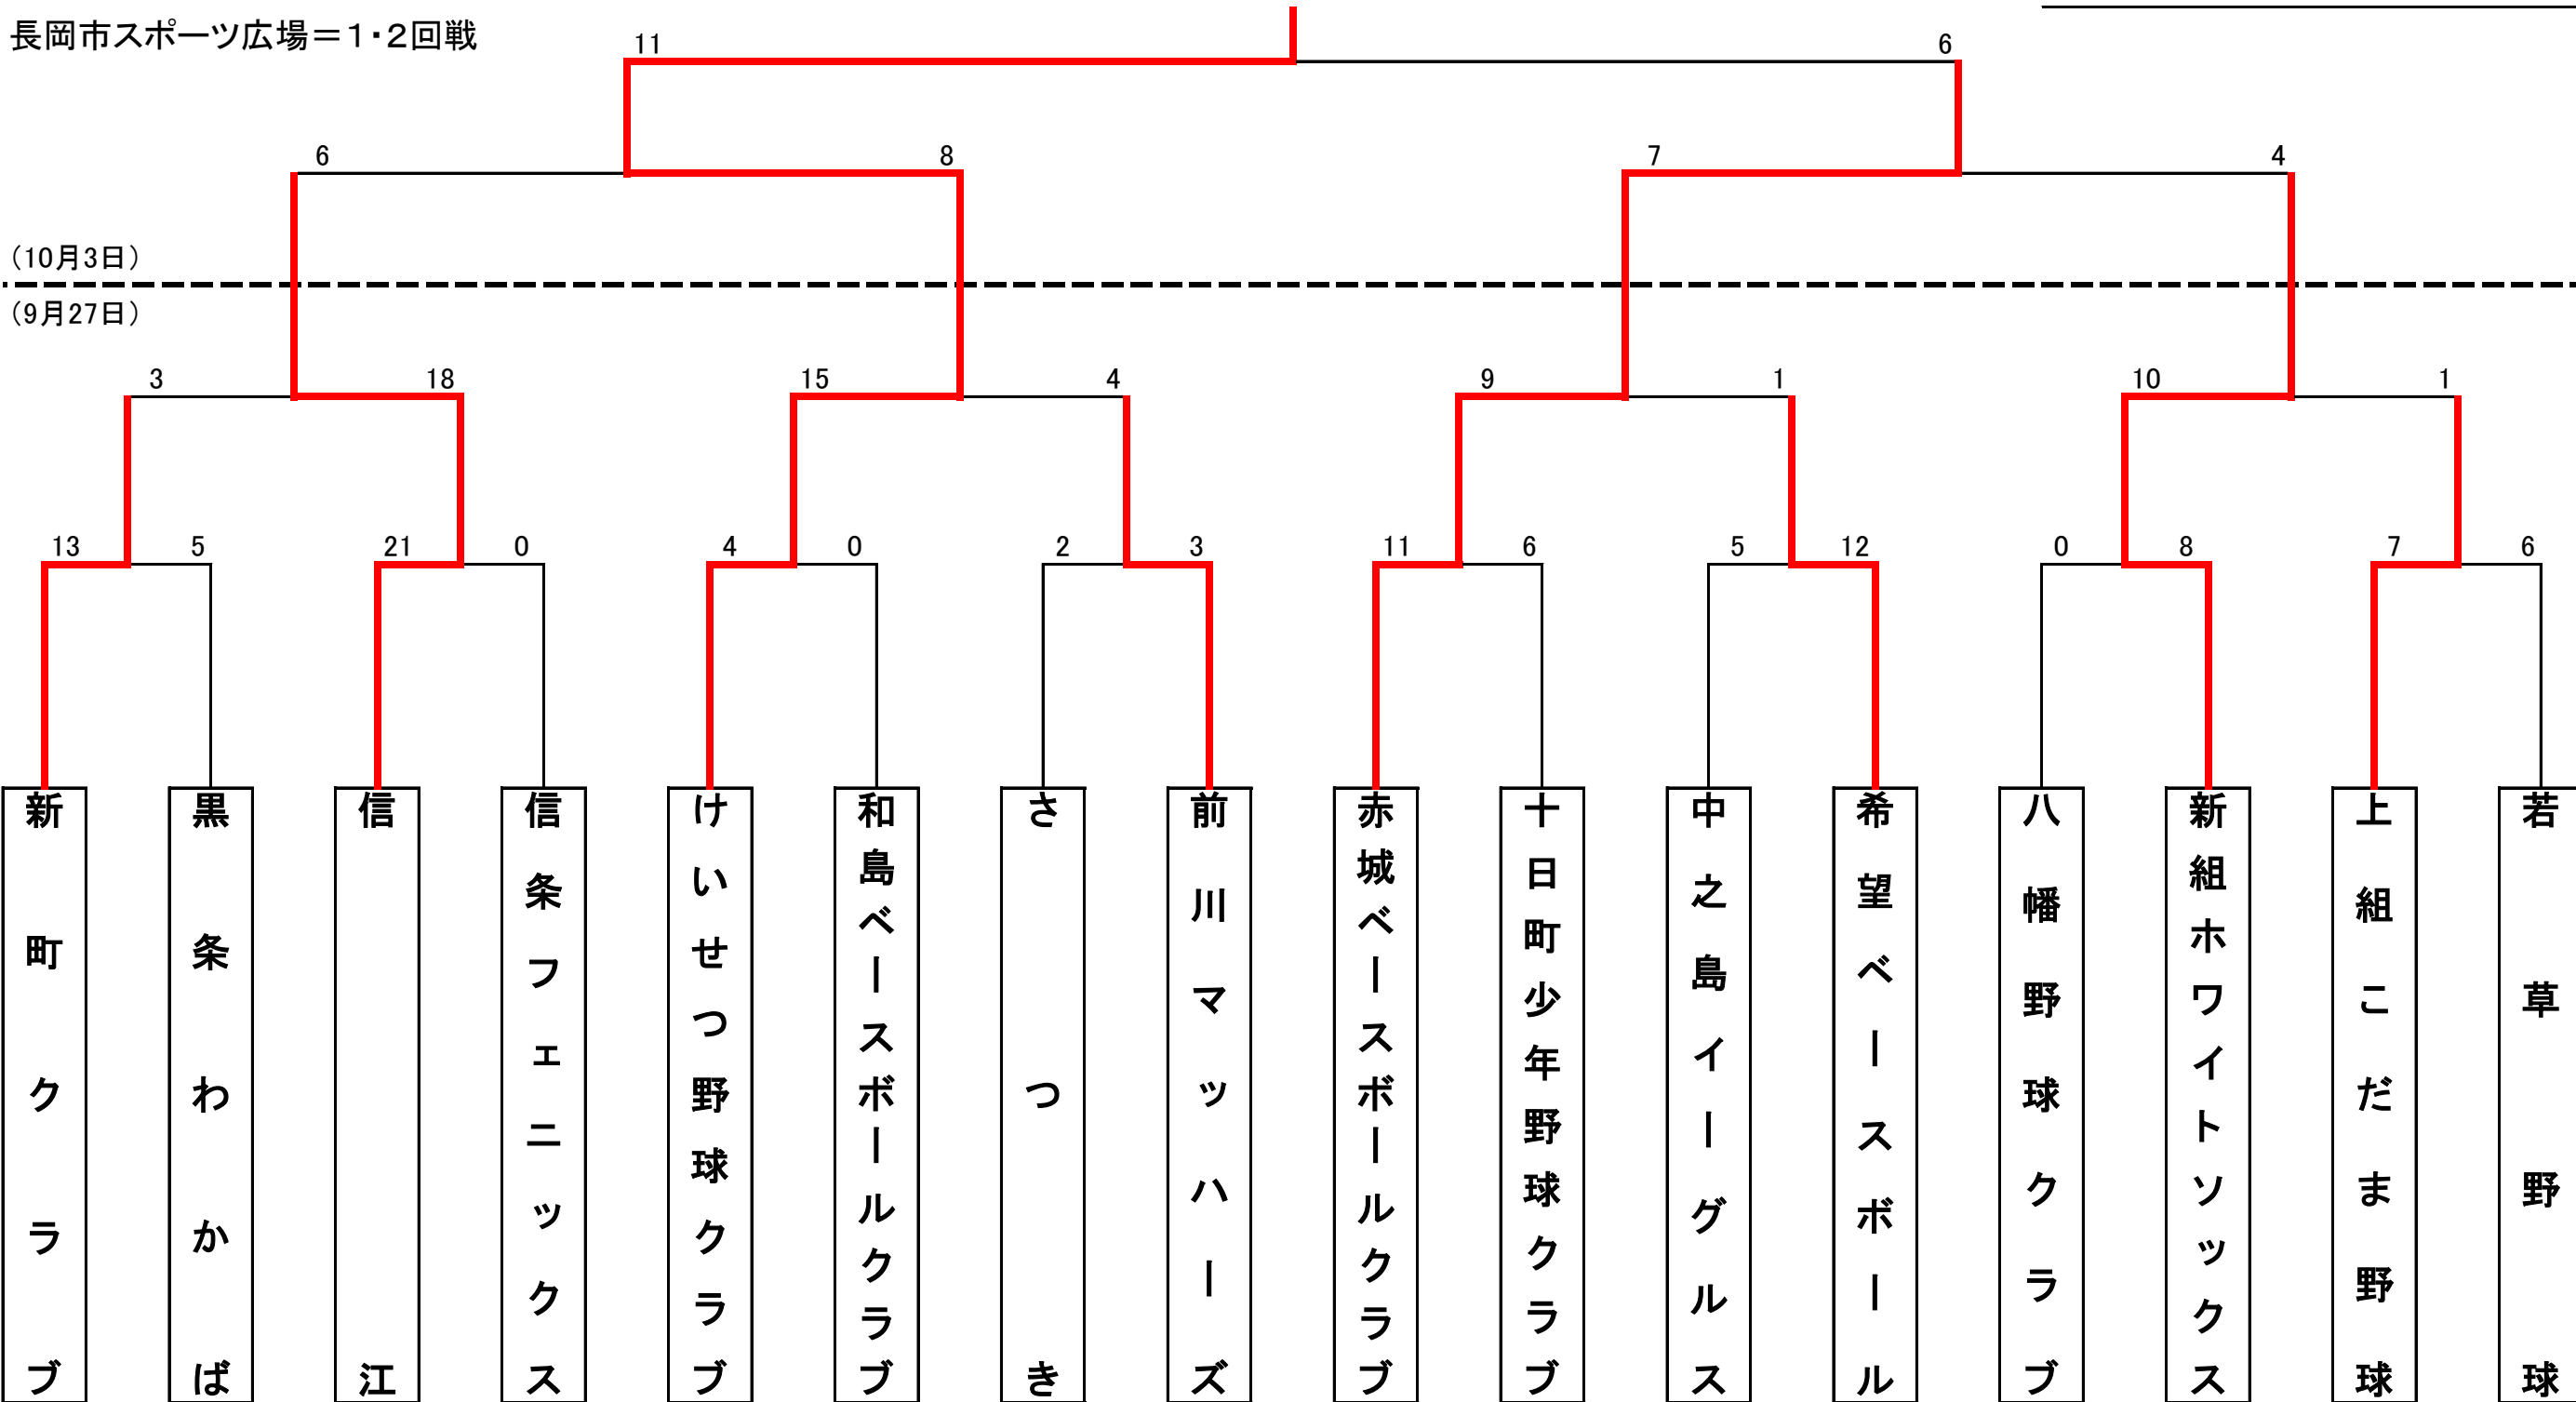 長岡市スポーツ広場＝1・2回戦
11
6
6
8
7
4
（10月3日）
（9月27日）
3
18
15
4
9
1
10
1
13
5
21
0
4
0
2
3
11
6
5
12
0
8
7
6
新町クラブ
黒条わかば
信江
信条フェニックス
けいせつ野球クラブ
和島ベースボールクラブ
さつき
前川マッハーズ
赤城ベースボールクラブ
十日町少年野球クラブ
中之島イーグルス
希望ベースボール
八幡野球クラブ
新組ホワイトソックス
上組こだま野球
若草野球